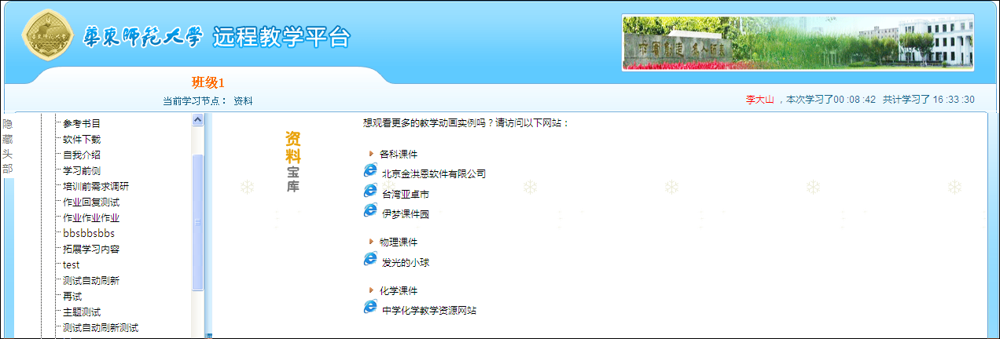 華東師範大學 远程教学平台
班级1
当前学习节点： 资料
李大山 ，本次学习了00 :08 :42 共计学习了 16 :33 :30
隐藏头部
参考书目
软件下载
自我介绍
学习前侧
培训前需求调研
作业回复测试
作业作业作业
bbsbbsbbs
拓展学习内容
test
测试自动刷新
再试
主题测试
测试自动刷新测试
资料宝库
想观看更多的教学动画实例吗？请访问以下网站：
各科课件
北京金洪恩软件有限公司
台湾亚卓市
伊梦课件园
物理课件
发光的小球
化学课件
中学化学教学资源网站